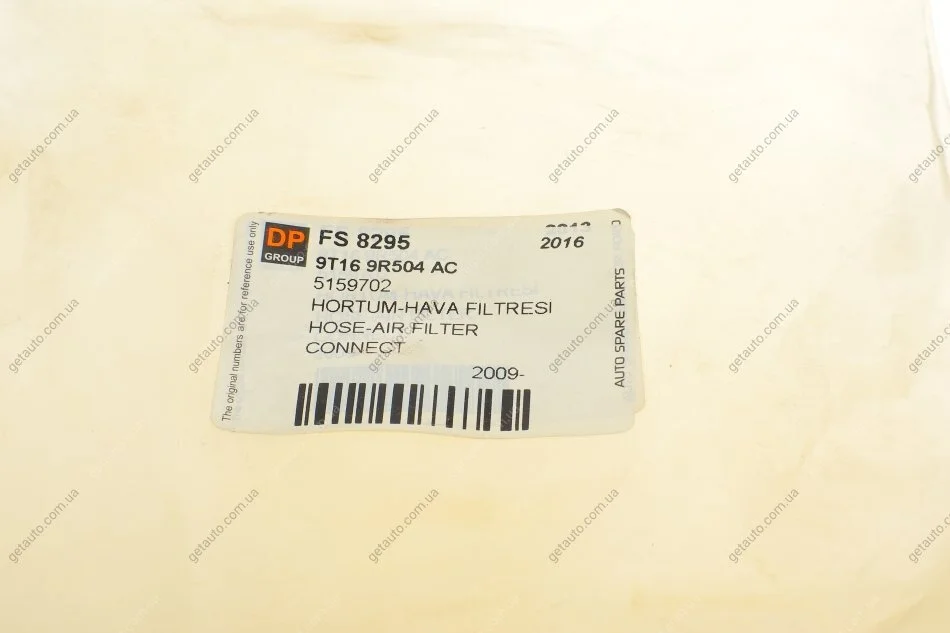 DP
GROUP
FS 8295
2016
9T16 9R504 AC
5159702
HORTUM-HAVA FILTRESI
HOSE-AIR FILTER
CONNECT
2009-
The original numbers are for reference use only
AUTO SPARE PARTS
getauto.com.ua